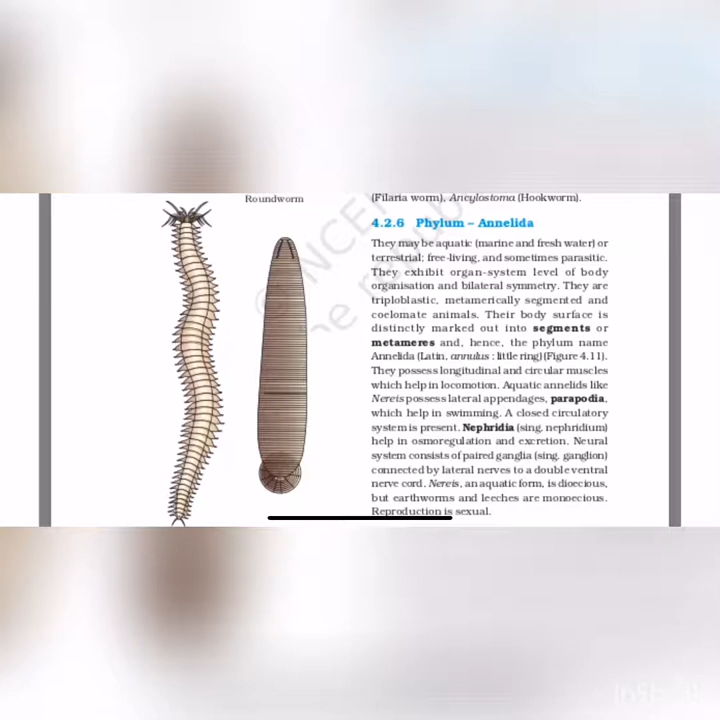 Roundworm
(Filaria worm), Ancylostoma (Hookworm).
4.2.6 Phylum – Annelida
They may be aquatic (marine and fresh water) or
terrestrial; free-living, and sometimes parasitic.
They exhibit organ-system level of body
organisation and bilateral symmetry. They are
triploblastic, metamerically segmented and
coelomate animals. Their body surface is
distinctly marked out into segments or
metameres and, hence, the phylum name
Annelida (Latin, annulus : little ring) (Figure 4.11).
They possess longitudinal and circular muscles
which help in locomotion. Aquatic annelids like
Nereis possess lateral appendages, parapodia,
which help in swimming. A closed circulatory
system is present. Nephridia (sing. nephridium)
help in osmoregulation and excretion. Neural
system consists of paired ganglia (sing. ganglion)
connected by lateral nerves to a double ventral
nerve cord. Nereis, an aquatic form, is dioecious,
but earthworms and leeches are monoecious.
Reproduction is sexual.
© NCE
he repub